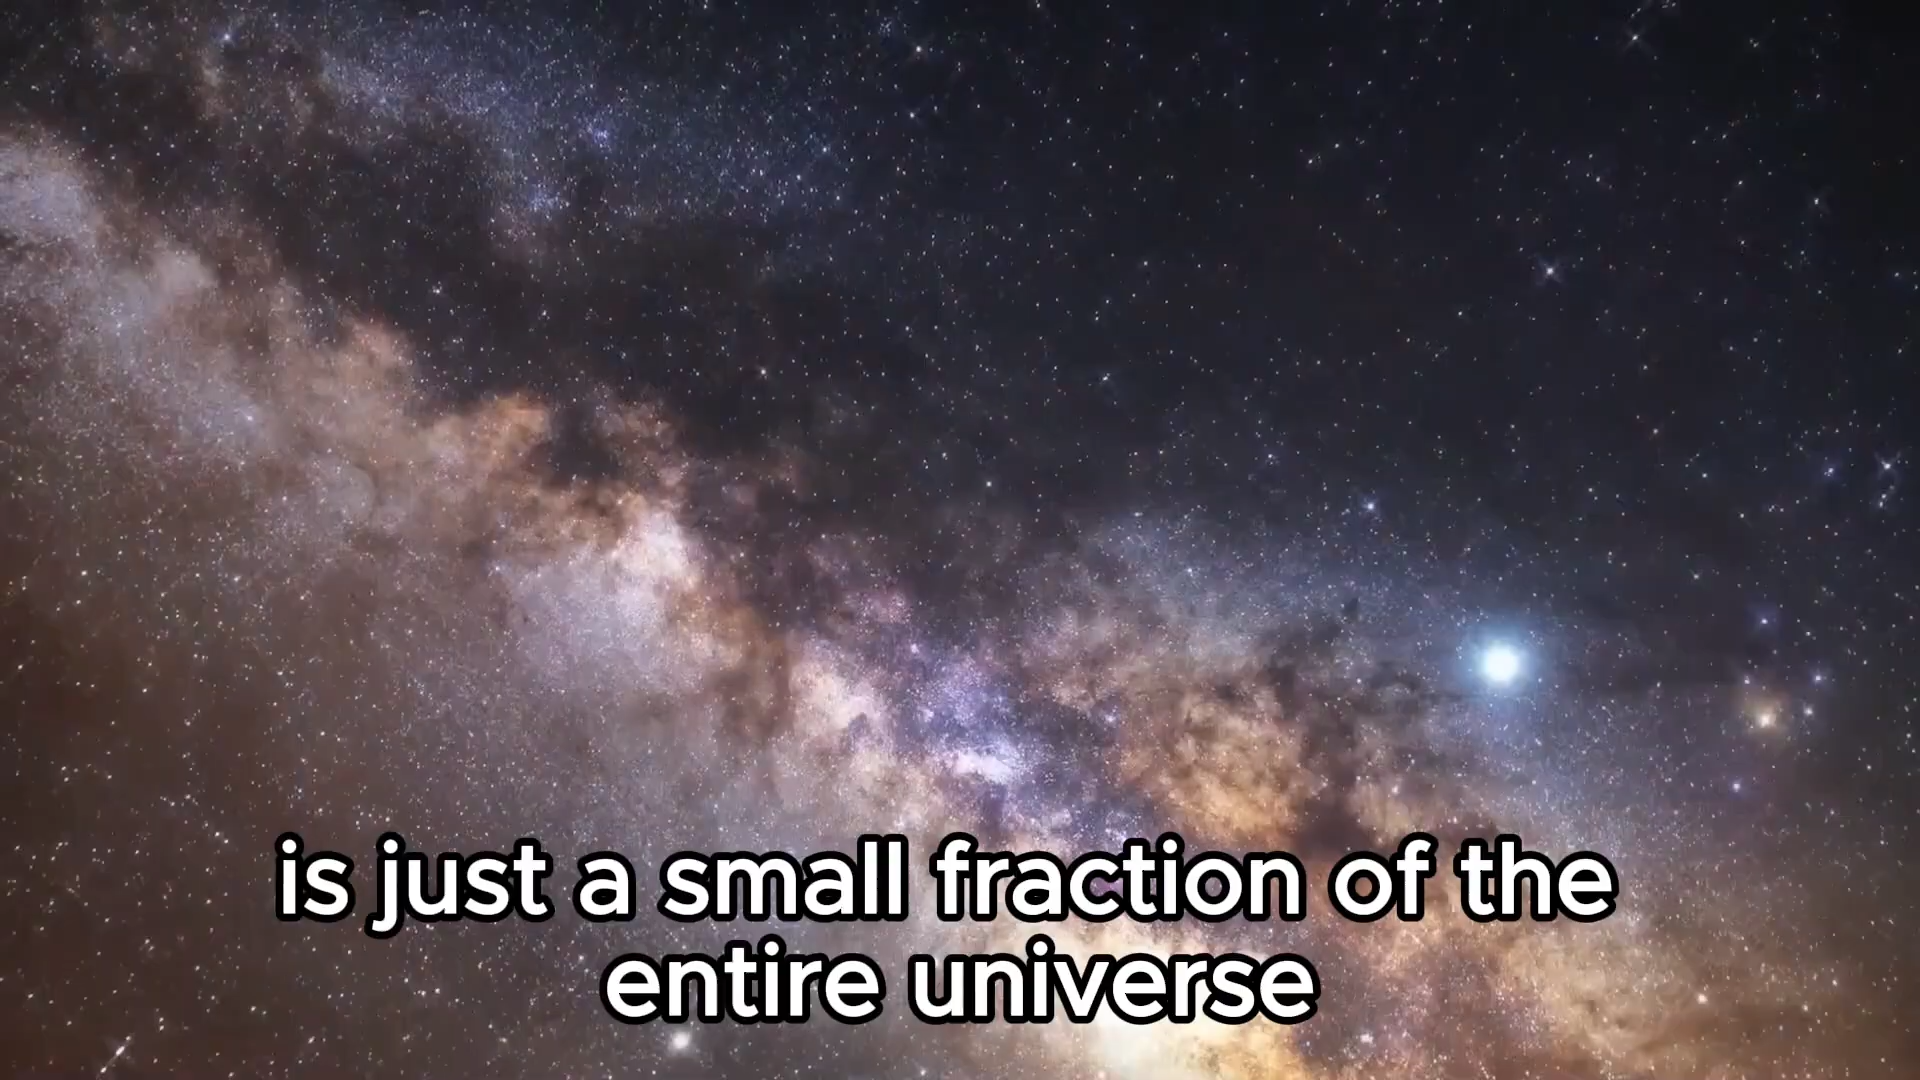 is just a small fraction of the
entire universe